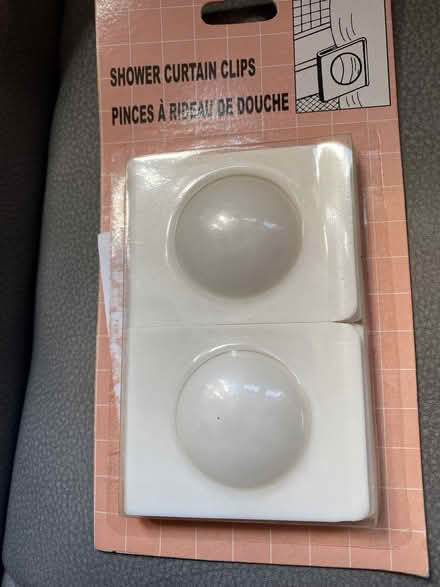 SHOWER CURTAIN CLIPS
PINCES À RIDEAU DE DOUCHE